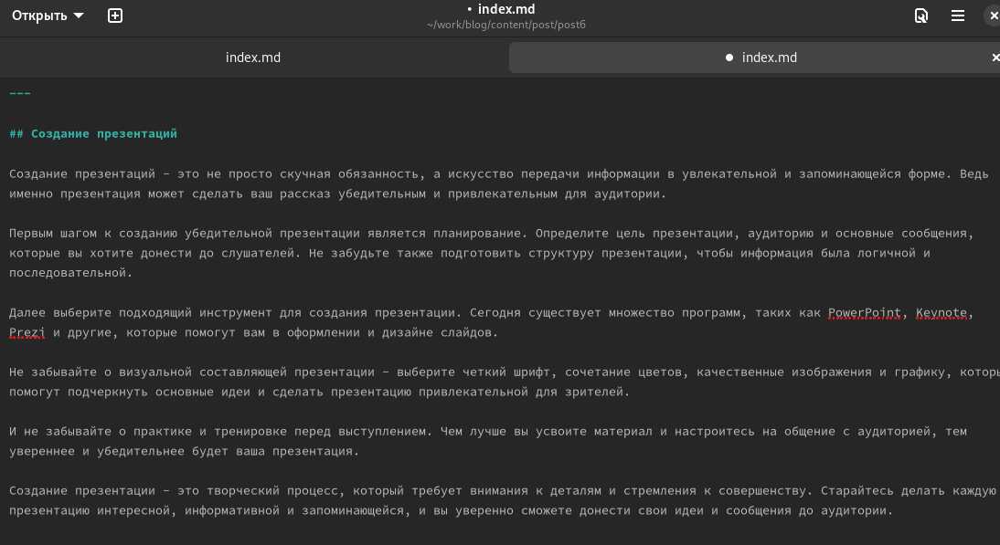 Открыть
• index.md
~/work/blog/content/post/post6
index.md
index.md
---
## Создание презентаций
Создание презентаций - это не просто скучная обязанность, а искусство передачи информации в увлекательной и запоминающейся форме. Ведь
именно презентация может сделать ваш рассказ убедительным и привлекательным для аудитории.
Первым шагом к созданию убедительной презентации является планирование. Определите цель презентации, аудиторию и основные сообщения,
которые вы хотите донести до слушателей. Не забудьте также подготовить структуру презентации, чтобы информация была логичной и
последовательной.
Далее выберите подходящий инструмент для создания презентации. Сегодня существует множество программ, таких как PowerPoint, Keynote,
Prezi и другие, которые помогут вам в оформлении и дизайне слайдов.
Не забывайте о визуальной составляющей презентации - выберите четкий шрифт, сочетание цветов, качественные изображения и графику, которы
помогут подчеркнуть основные идеи и сделать презентацию привлекательной для зрителей.
И не забывайте о практике и тренировке перед выступлением. Чем лучше вы усвоите материал и настроитесь на общение с аудиторией, тем
увереннее и убедительнее будет ваша презентация.
Создание презентации - это творческий процесс, который требует внимания к деталям и стремления к совершенству. Старайтесь делать каждую
презентацию интересной, информативной и запоминающейся, и вы уверенно сможете донести свои идеи и сообщения до аудитории.